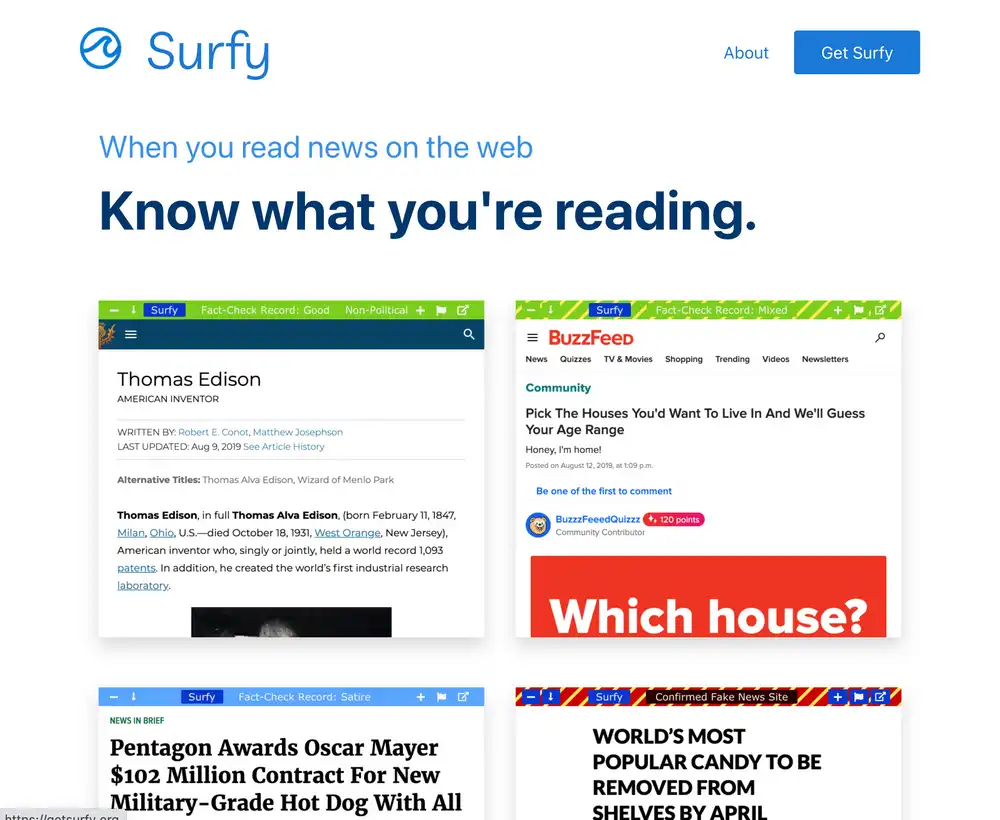 Surfy
About
Get Surfy
When you read news on the web
Know what you're reading.
Surfy Fact-Check Record: Good Non-Political
Thomas Edison
AMERICAN INVENTOR
WRITTEN BY: Robert E. Conot, Matthew Josephson
LAST UPDATED: Aug 9, 2019 See Article History
Alternative Titles: Thomas Alva Edison, Wizard of Menlo Park
Thomas Edison, in full Thomas Alva Edison, (born February 11, 1847,
Milan, Ohio, U.S.—died October 18, 1931, West Orange, New Jersey),
American inventor who, singly or jointly, held a world record 1,093
patents. In addition, he created the world's first industrial research
laboratory.
Surfy Fact-Check Record: Mixed
BuzzFeed
News Quizzes TV & Movies Shopping Trending Videos Newsletters
Community
Pick The Houses You'd Want To Live In And We'll Guess
Your Age Range
Honey, I'm home!
Posted on August 12, 2019, at 1:09 p.m.
Be one of the first to comment
BuzzzFeeedQuizzz 120 points
Community Contributor
Which house?
Surfy Fact-Check Record: Satire
NEWS IN BRIEF
Pentagon Awards Oscar Mayer
$102 Million Contract For New
Military-Grade Hot Dog With All
Surfy Confirmed Fake News Site
WORLD'S MOST
POPULAR CANDY TO BE
REMOVED FROM
SHELVES BY APRIL
https://getsurfy.org